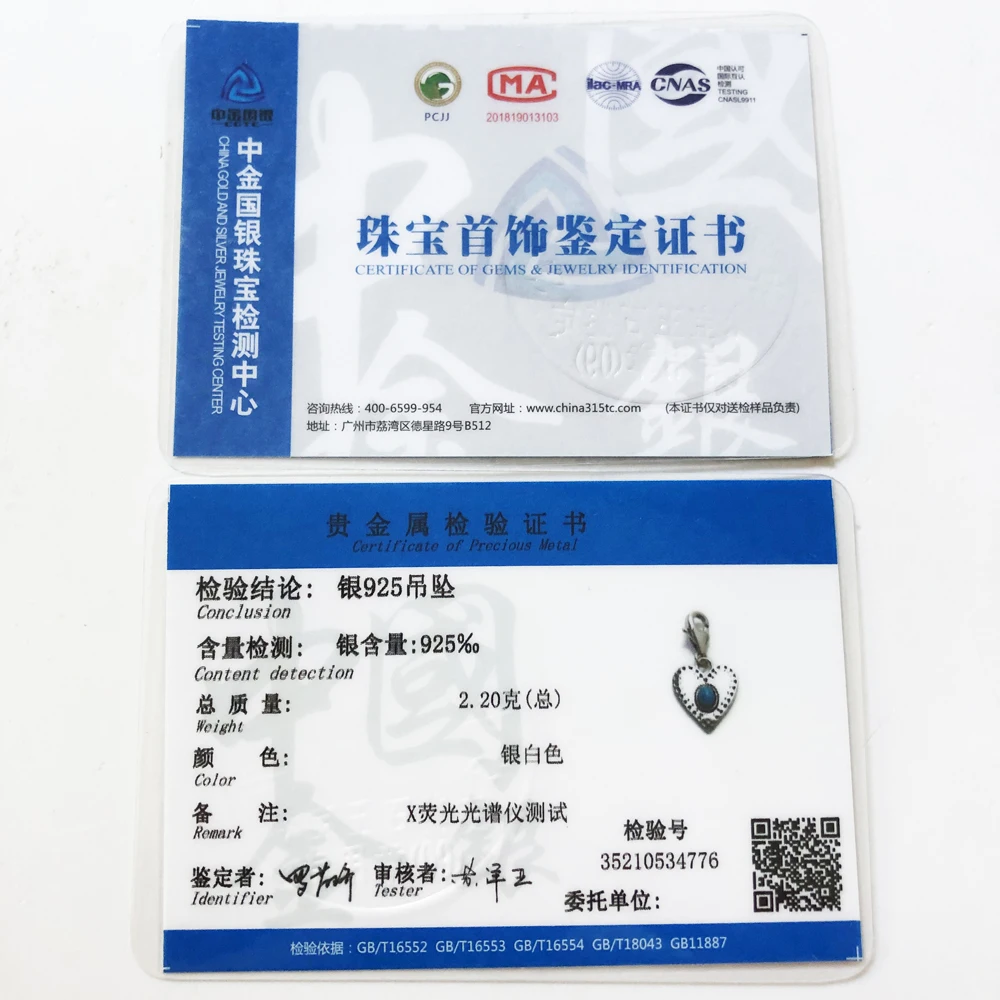 中金国银
CGTC
中金国银珠宝检测中心
CHINA GOLD AND SILVER JEWELRY TESTING CENTER
PCJJ
MA
201819013103
ilac-MRA
CNAS
中国认可
国际互认
检测
TESTING
CNASL9911
珠宝首饰鉴定证书
CERTIFICATE OF GEMS & JEWELRY IDENTIFICATION
咨询热线：400-6599-954 官方网址：www.china315tc.com (本证书仅对送检样品负责)
地址：广州市荔湾区德星路9号B512
贵金属检验证书
Certificate of Precious Metal
检验结论: 银925吊坠
Conclusion
含量检测: 银含量:925‰
Content detection
总质量: 2.20克(总)
Weight
颜色: 银白色
Color
备注: X荧光光谱仪测试
Remark
鉴定者: 审核者:
Identifier Tester
检验号
35210534776
委托单位:
检验依据：GB/T16552 GB/T16553 GB/T16554 GB/T18043 GB11887